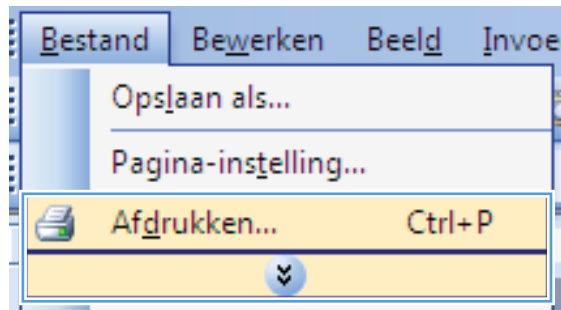 Bestand Bewerken Beeld Invoe
Opslaan als...
Pagina-instelling...
Afdrukken... Ctrl+P